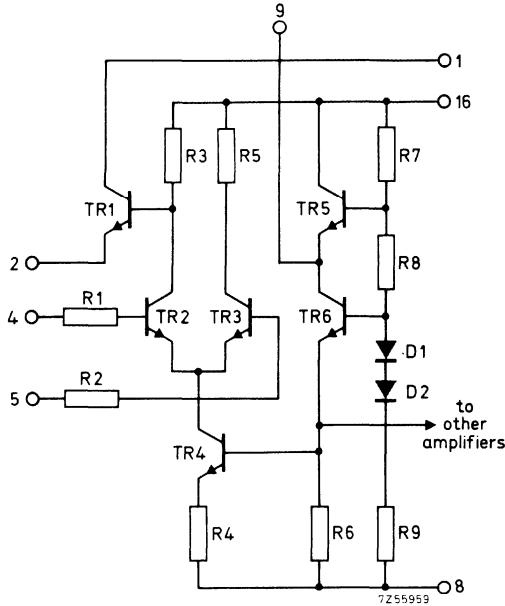 9
1
16
R3
R5
R7
TR1
TR5
2
R8
R1
4
TR2
TR3
TR6
D1
R2
D2
5
to
other
amplifiers
TR4
R4
R6
R9
8
7Z55959